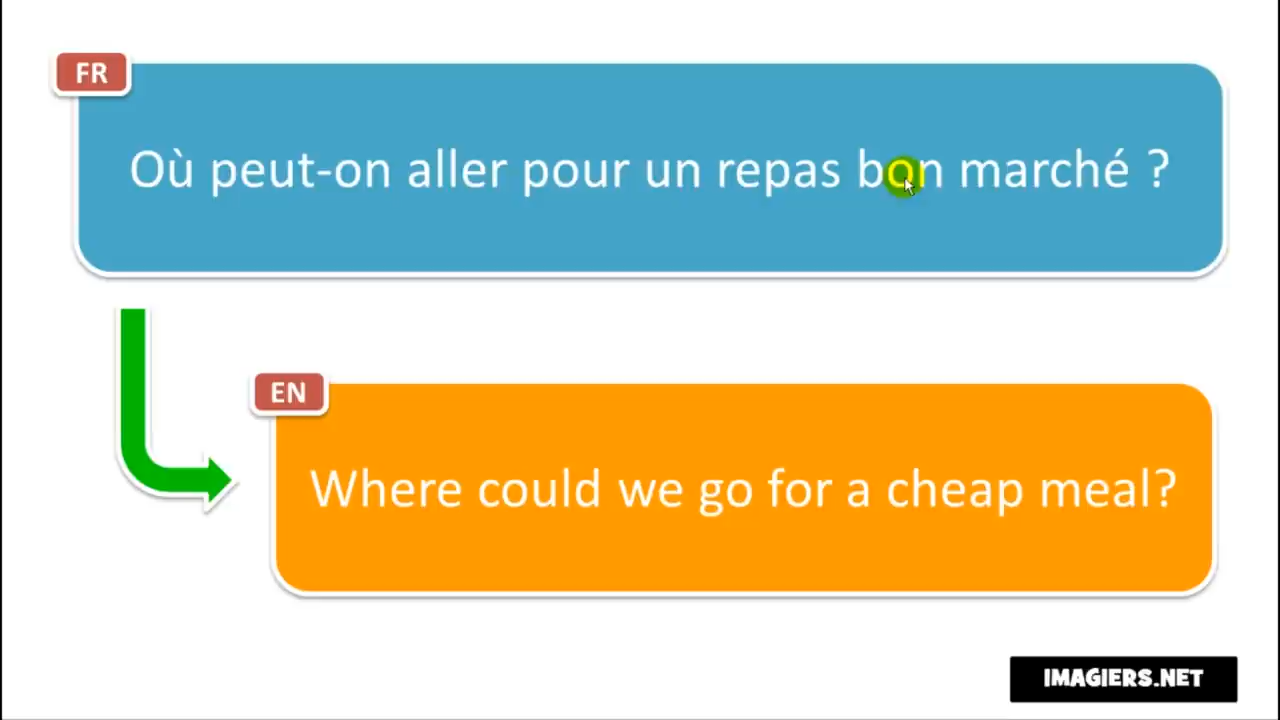 FR
Où peut-on aller pour un repas bon marché ?
EN
Where could we go for a cheap meal?
IMAGIERS.NET